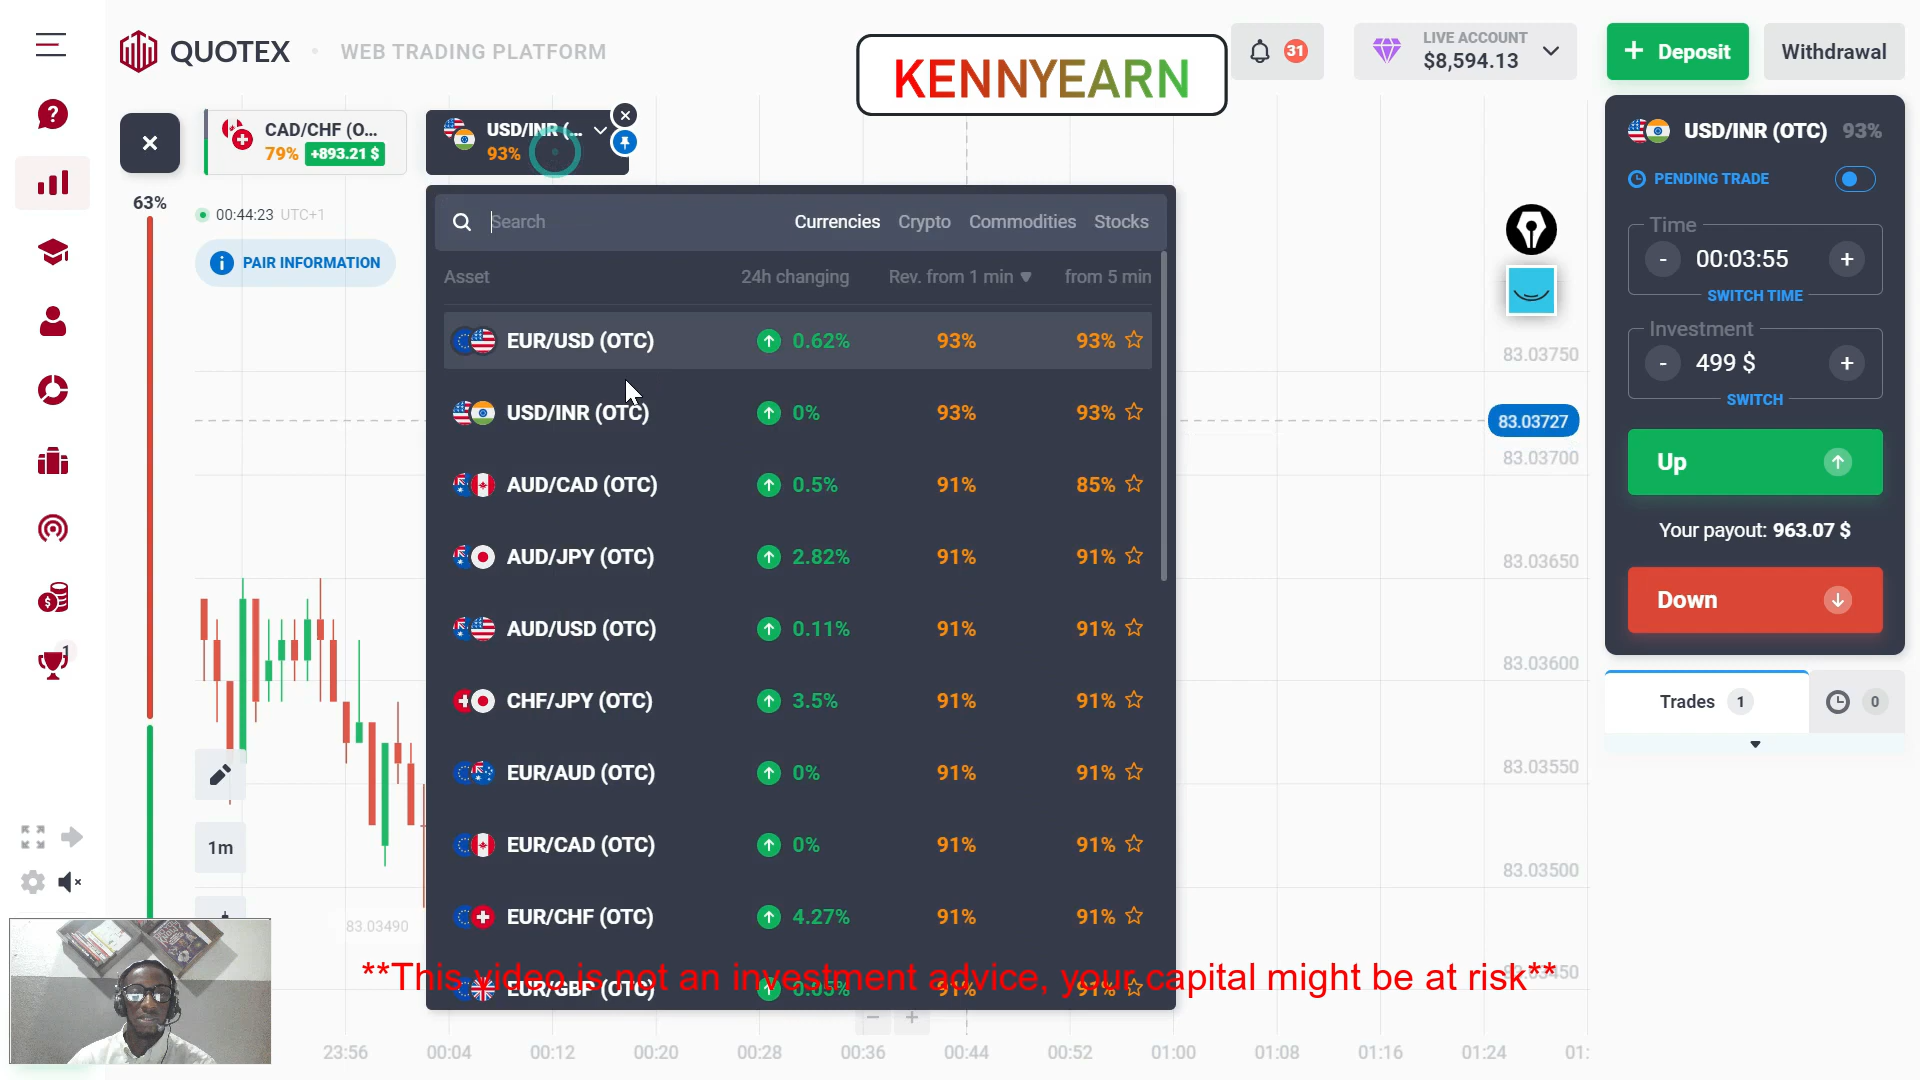 QUOTEX
WEB TRADING PLATFORM
KENNYEARN
31
LIVE ACCOUNT
$8,594.13
+ Deposit
Withdrawal
CAD/CHF (O...
79% +893.21 $
USD/INR (...
93%
63%
00:44:23 UTC+1
PAIR INFORMATION
Search
Currencies Crypto Commodities Stocks
Asset 24h changing Rev. from 1 min from 5 min
EUR/USD (OTC) 0.62% 93% 93%
USD/INR (OTC) 0% 93% 93%
AUD/CAD (OTC) 0.5% 91% 85%
AUD/JPY (OTC) 2.82% 91% 91%
AUD/USD (OTC) 0.11% 91% 91%
CHF/JPY (OTC) 3.5% 91% 91%
EUR/AUD (OTC) 0% 91% 91%
EUR/CAD (OTC) 0% 91% 91%
EUR/CHF (OTC) 4.27% 91% 91%
EUR/GBP (OTC) 0.05% 91% 91%
**This video is not an investment advice, your capital might be at risk**
1m
1
83.03490
83.03750
83.03727
83.03700
83.03650
83.03600
83.03550
83.03500
23:56 00:04 00:12 00:20 00:28 00:36 00:44 00:52 01:00 01:08 01:16 01:24 01:
USD/INR (OTC) 93%
PENDING TRADE
Time
- 00:03:55 +
SWITCH TIME
Investment
- 499 $ +
SWITCH
Up
Your payout: 963.07 $
Down
Trades 1
0